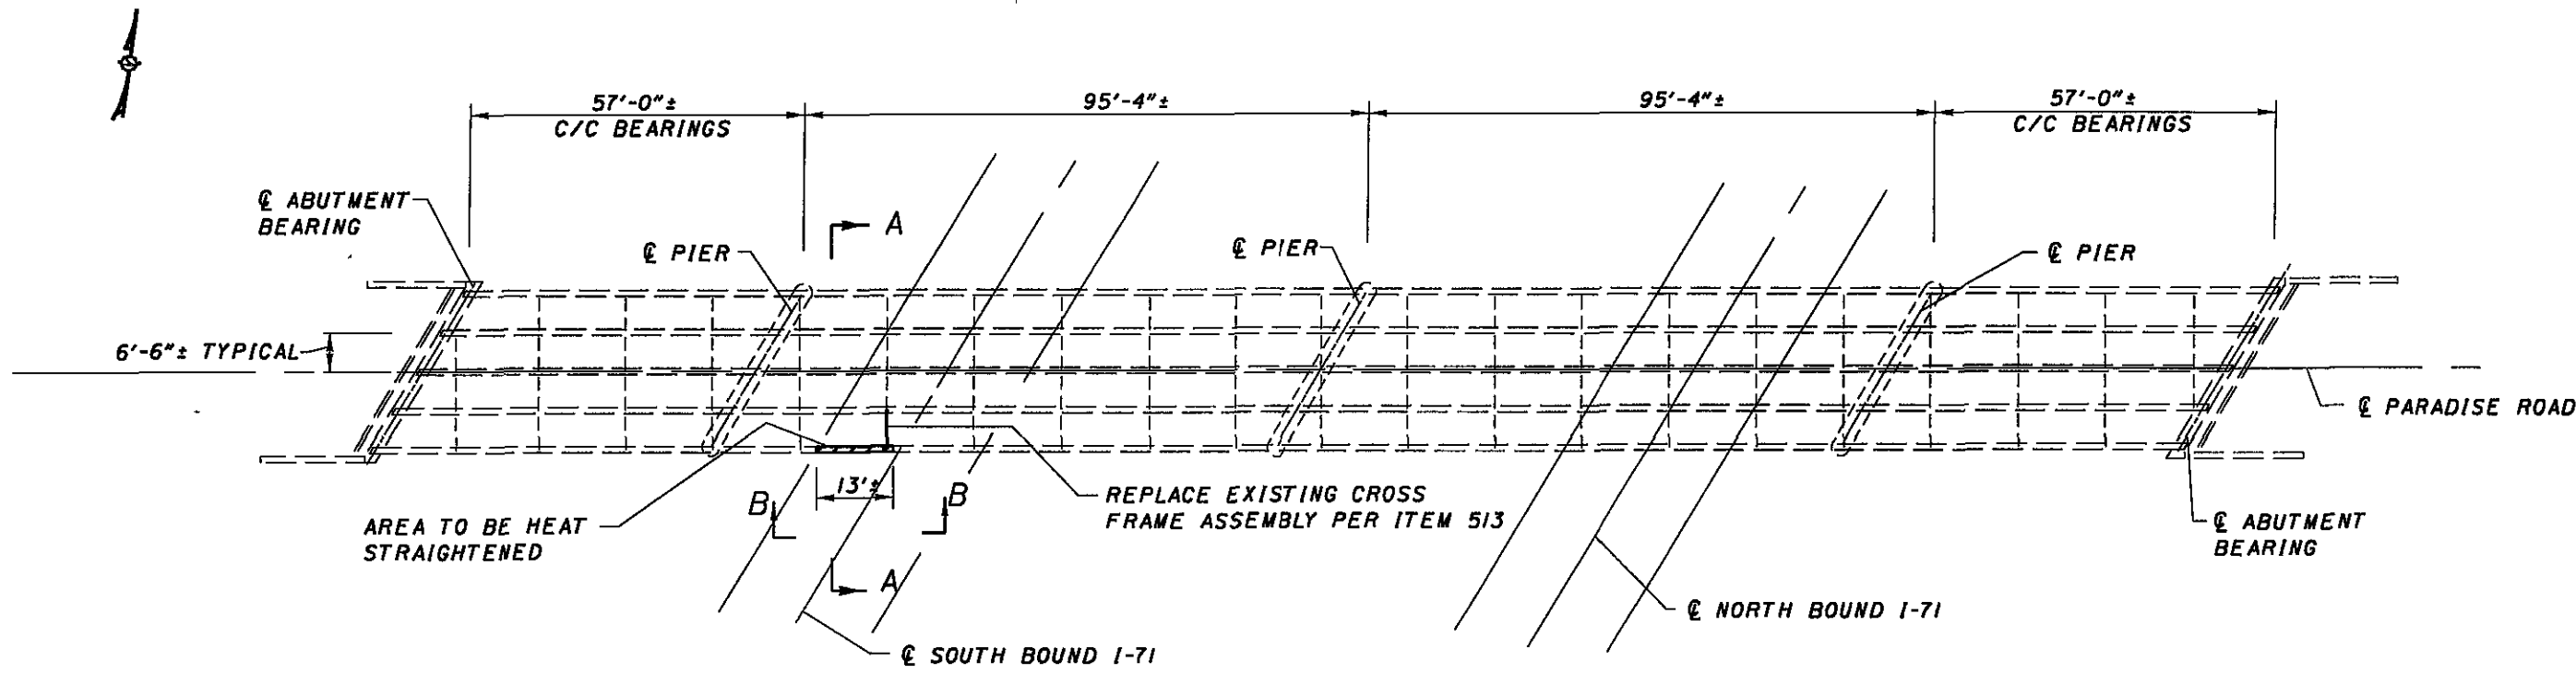 57'-0"±
C/C BEARINGS
95'-4"±
95'-4"±
57'-0"±
C/C BEARINGS
℄ ABUTMENT
BEARING
A
℄ PIER
℄ PIER
℄ PIER
6'-6"± TYPICAL
℄ PARADISE ROAD
13'±
B
B
REPLACE EXISTING CROSS
FRAME ASSEMBLY PER ITEM 513
AREA TO BE HEAT
STRAIGHTENED
℄ ABUTMENT
BEARING
A
℄ NORTH BOUND I-71
℄ SOUTH BOUND I-71